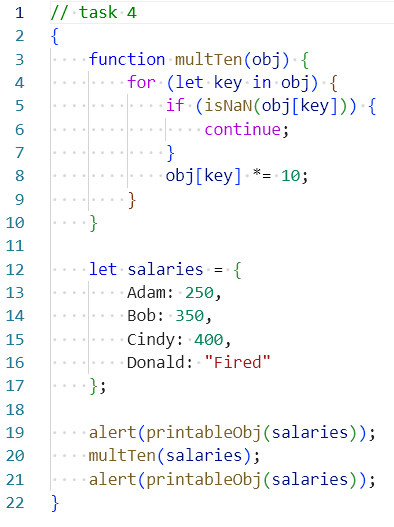 1 // task 4
2 {
3     function multTen(obj) {
4         for (let key in obj) {
5             if (isNaN(obj[key])) {
6                 continue;
7             }
8             obj[key] *= 10;
9         }
10     }
11
12     let salaries = {
13         Adam: 250,
14         Bob: 350,
15         Cindy: 400,
16         Donald: "Fired"
17     };
18
19     alert(printableObj(salaries));
20     multTen(salaries);
21     alert(printableObj(salaries));
22 }